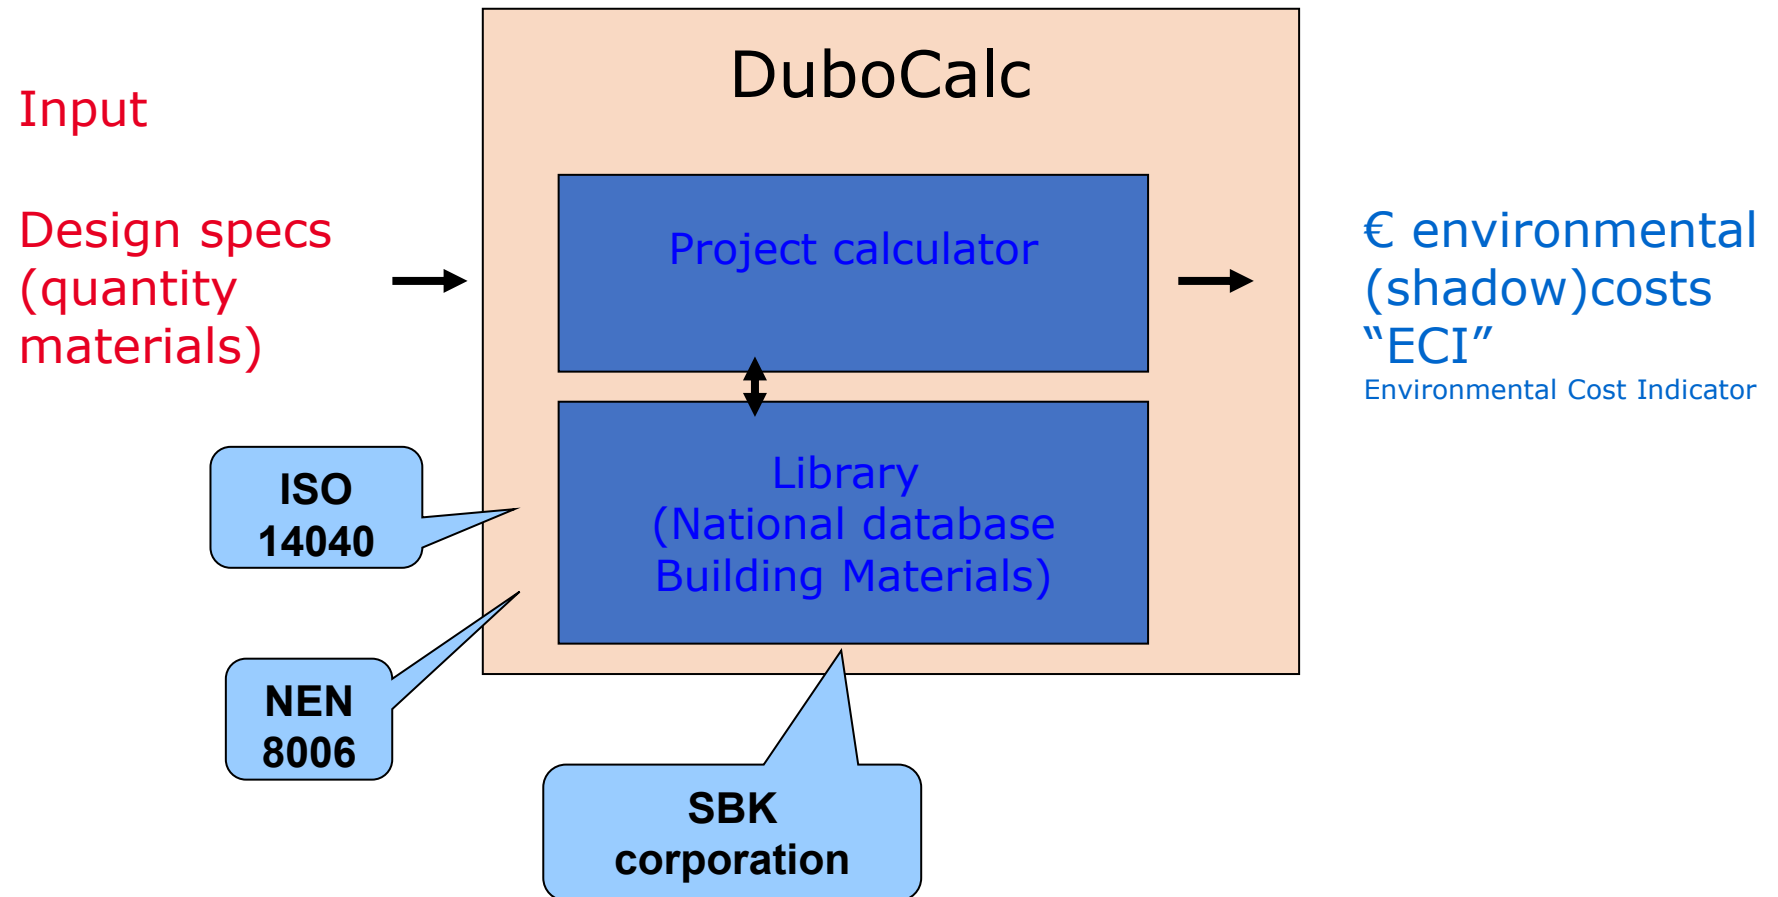 DuboCalc
Input
Design specs
(quantity
materials)
Project calculator
€ environmental
(shadow)costs
“ECI”
Environmental Cost Indicator
Library
(National database
Building Materials)
ISO
14040
NEN
8006
SBK
corporation